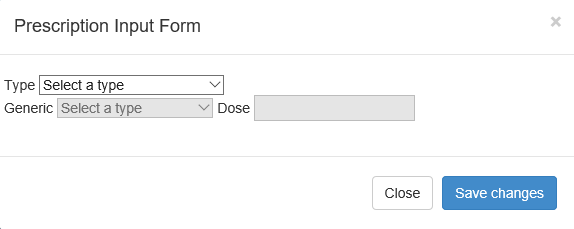 Prescription Input Form ×
Type Select a type
Generic Select a type Dose
Close Save changes